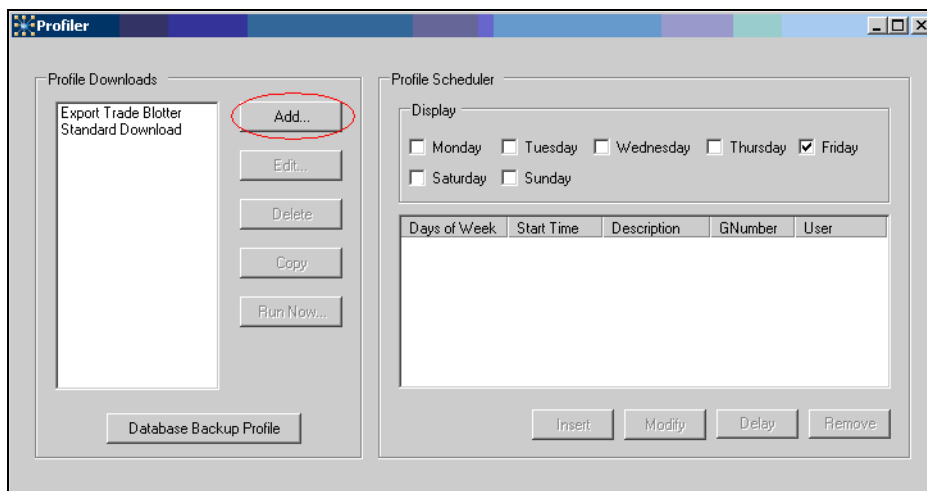 Profiler
Profile Downloads
Export Trade Blotter
Standard Download
Add...
Edit...
Delete
Copy
Run Now...
Database Backup Profile
Profile Scheduler
Display
Monday Tuesday Wednesday Thursday Friday
Saturday Sunday
Days of Week Start Time Description GNumber User
Insert Modify Delay Remove